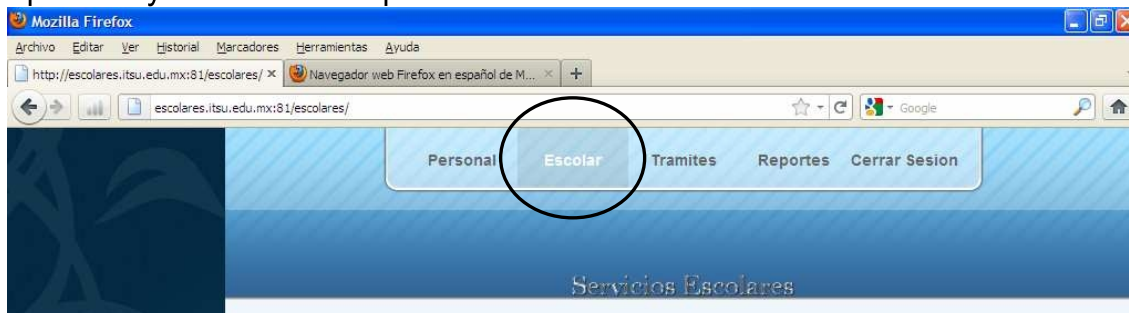 Mozilla Firefox
Archivo Editar Ver Historial Marcadores Herramientas Ayuda
http://escolares.itsu.edu.mx:81/escolares/ × Navegador web Firefox en español de M... × +
escolares.itsu.edu.mx:81/escolares/ Google
Personal Escolar Tramites Reportes Cerrar Sesion
Servicios Escolares